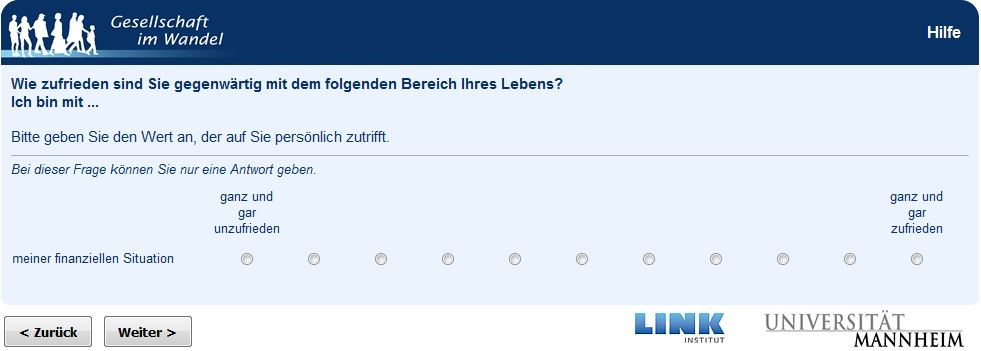 Gesellschaft
im Wandel
Hilfe
Wie zufrieden sind Sie gegenwärtig mit dem folgenden Bereich Ihres Lebens?
Ich bin mit ...
Bitte geben Sie den Wert an, der auf Sie persönlich zutrifft.
Bei dieser Frage können Sie nur eine Antwort geben.
ganz und
gar
unzufrieden
ganz und
gar
zufrieden
meiner finanziellen Situation
< Zurück
Weiter >
LINK
INSTITUT
UNIVERSITÄT
MANNHEIM